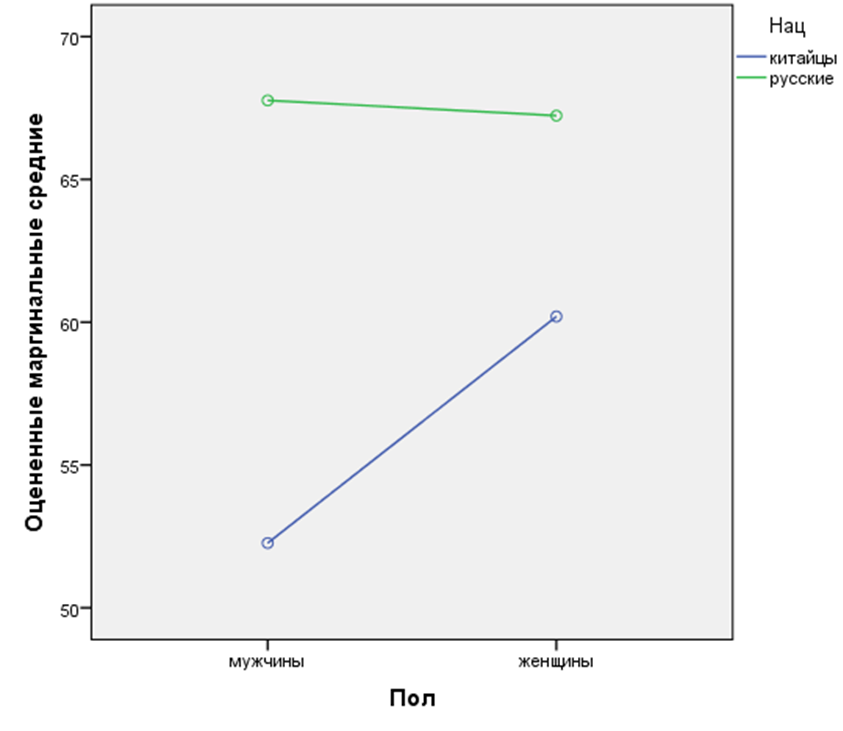 Нац
китайцы
русские
Оцененные маргинальные средние
70
65
60
55
50
мужчины
женщины
Пол